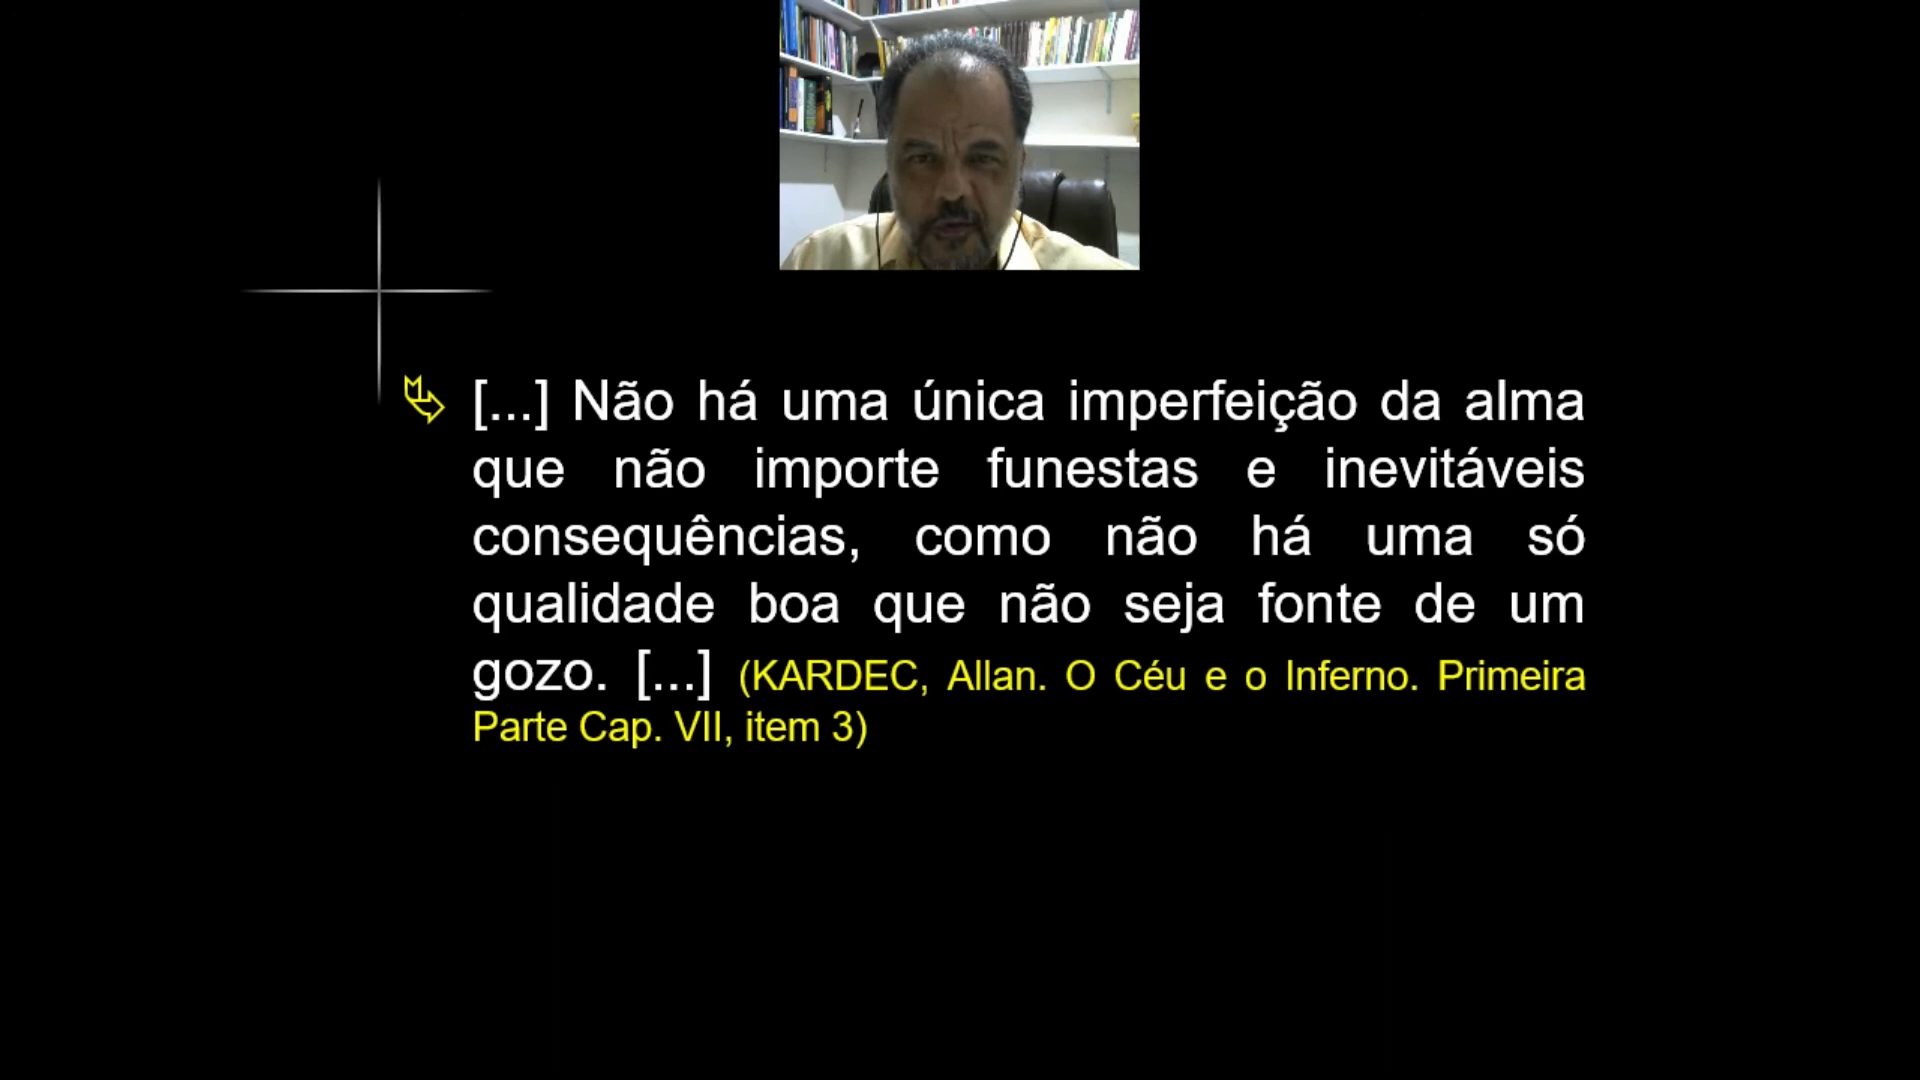 [...] Não há uma única imperfeição da alma
que não importe funestas e inevitáveis
consequências, como não há uma só
qualidade boa que não seja fonte de um
gozo. [...] (KARDEC, Allan. O Céu e o Inferno. Primeira
Parte Cap. VII, item 3)